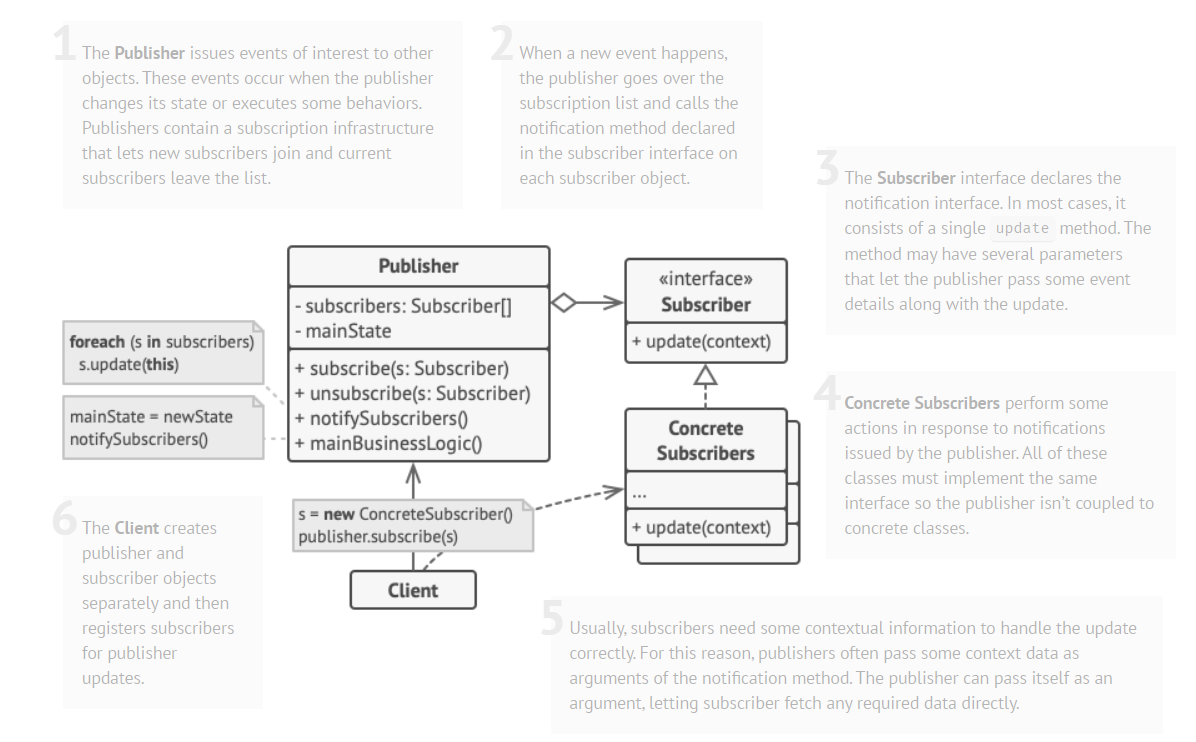 1
The Publisher issues events of interest to other
objects. These events occur when the publisher
changes its state or executes some behaviors.
Publishers contain a subscription infrastructure
that lets new subscribers join and current
subscribers leave the list.
2
When a new event happens,
the publisher goes over the
subscription list and calls the
notification method declared
in the subscriber interface on
each subscriber object.
3
The Subscriber interface declares the
notification interface. In most cases, it
consists of a single update method. The
method may have several parameters
that let the publisher pass some event
details along with the update.
Publisher
- subscribers: Subscriber[]
- mainState
+ subscribe(s: Subscriber)
+ unsubscribe(s: Subscriber)
+ notifySubscribers()
+ mainBusinessLogic()
«interface»
Subscriber
+ update(context)
foreach (s in subscribers)
s.update(this)
mainState = newState
notifySubscribers()
4
Concrete Subscribers perform some
actions in response to notifications
issued by the publisher. All of these
classes must implement the same
interface so the publisher isn't coupled to
concrete classes.
Concrete
Subscribers
...
+ update(context)
s = new ConcreteSubscriber()
publisher.subscribe(s)
Client
6
The Client creates
publisher and
subscriber objects
separately and then
registers subscribers
for publisher
updates.
5
Usually, subscribers need some contextual information to handle the update
correctly. For this reason, publishers often pass some context data as
arguments of the notification method. The publisher can pass itself as an
argument, letting subscriber fetch any required data directly.